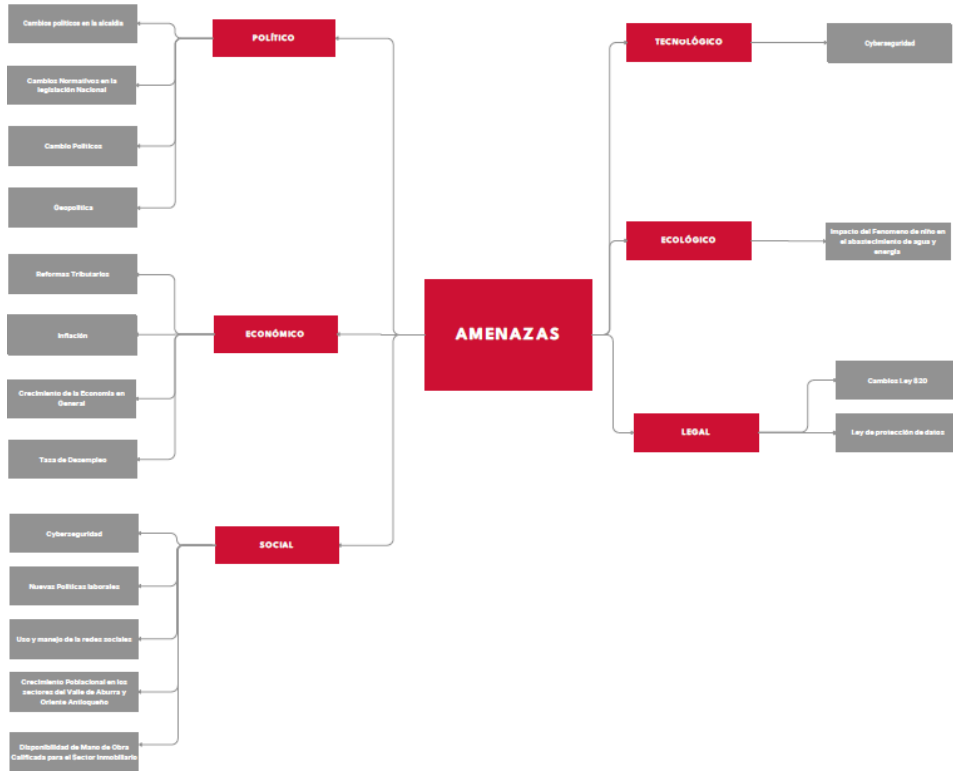 Cambios políticos en la alcaldía
POLÍTICO
Cambios Normativos en la
legislación Nacional
Cambio Políticos
Geopolítica
Reformas Tributarios
ECONÓMICO
Inflación
Crecimiento de la Economía en
General
Taza de Desempleo
Cyberseguridad
SOCIAL
Nuevas Políticas laborales
Uso y manejo de la redes sociales
Crecimiento Poblacional en los
sectores del Valle de Aburra y
Oriente Antioqueño
Disponibilidad de Mano de Obra
Calificada para el Sector Inmobiliario
AMENAZAS
TECNOLÓGICO
Cyberseguridad
ECOLÓGICO
Impacto del Fenomeno de niño en
el abastecimiento de agua y
energía
LEGAL
Cambios Ley 820
Ley de protección de datos